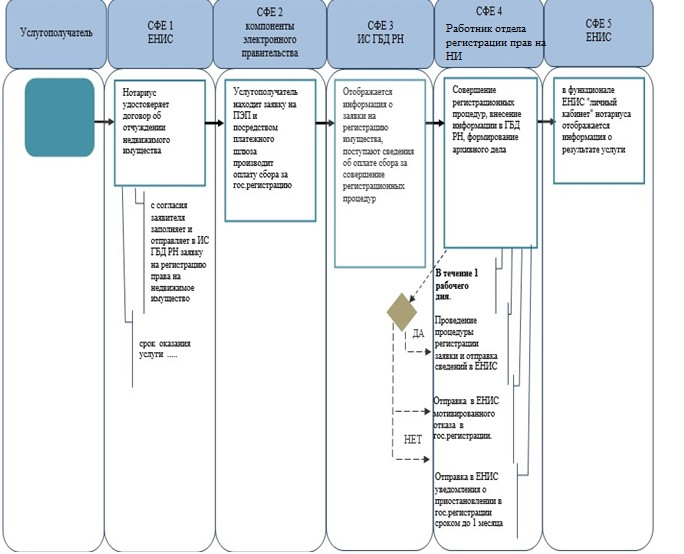 Услугополучатель
СФЕ 1
ЕНИС
СФЕ 2
компоненты
электронного
правительства
СФЕ 3
ИС ГБД РН
СФЕ 4
Работник отдела
регистрации прав на
НИ
СФЕ 5
ЕНИС
Нотариус
удостоверяет
договор об
отчуждении
недвижимого
имущества
с согласия
заявителя
заполняет и
отправляет в ИС
ГБД РН заявку
на регистрацию
права на
недвижимое
имущество
срок оказания
услуги .....
Услугополучатель
находит заявку на
ПЭП и
посредством
платежного
шлюза
производит
оплату сбора за
гос.регистрацию
Отображается
информация о
заявки на
регистрацию
имущества,
поступают сведения
об оплате сбора за
совершение
регистрационных
процедур
Совершение
регистрационных
процедур, внесение
информации в ГБД
РН, формирование
архивного дела
В течение 1
рабочего
дня.
ДА
Проведение
процедуры
регистрации
заявки и отправка
сведений в ЕНИС
Отправка в ЕНИС
мотивированного
отказа в
гос.регистрации.
НЕТ
Отправка в ЕНИС
уведомления о
приостановлении в
гос.регистрации
сроком до 1 месяца
в функционале
ЕНИС "личный
кабинет" нотариуса
отображается
информация о
результате услуги